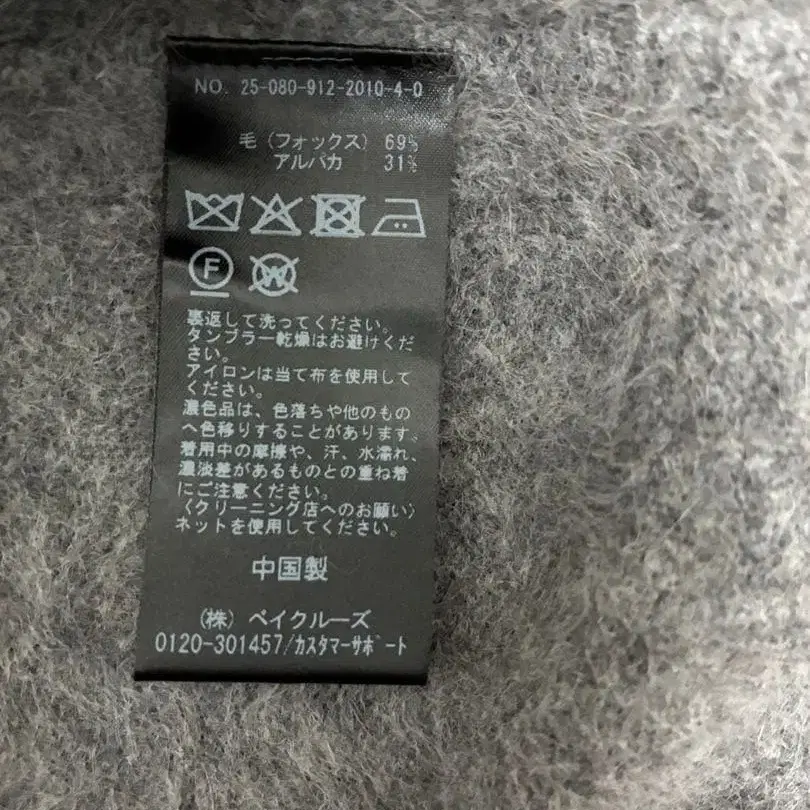 NO. 25-080-912-2010-4-0
毛（フォックス） 69%
アルパカ 31%
F
W
裏返して洗ってください。
タンブラー乾燥はお避けくだ
さい。
アイロンは当て布を使用して
ください。
濃色品は、色落ちや他のもの
へ色移りすることがあります。
着用中の摩擦や、汗、水濡れ、
濃淡差があるものとの重ね着
にご注意ください。
〈クリーニング店へのお願い〉
ネットを使用してください。
中国製
（株）ベイクルーズ
0120-301457/カスタマーサポート